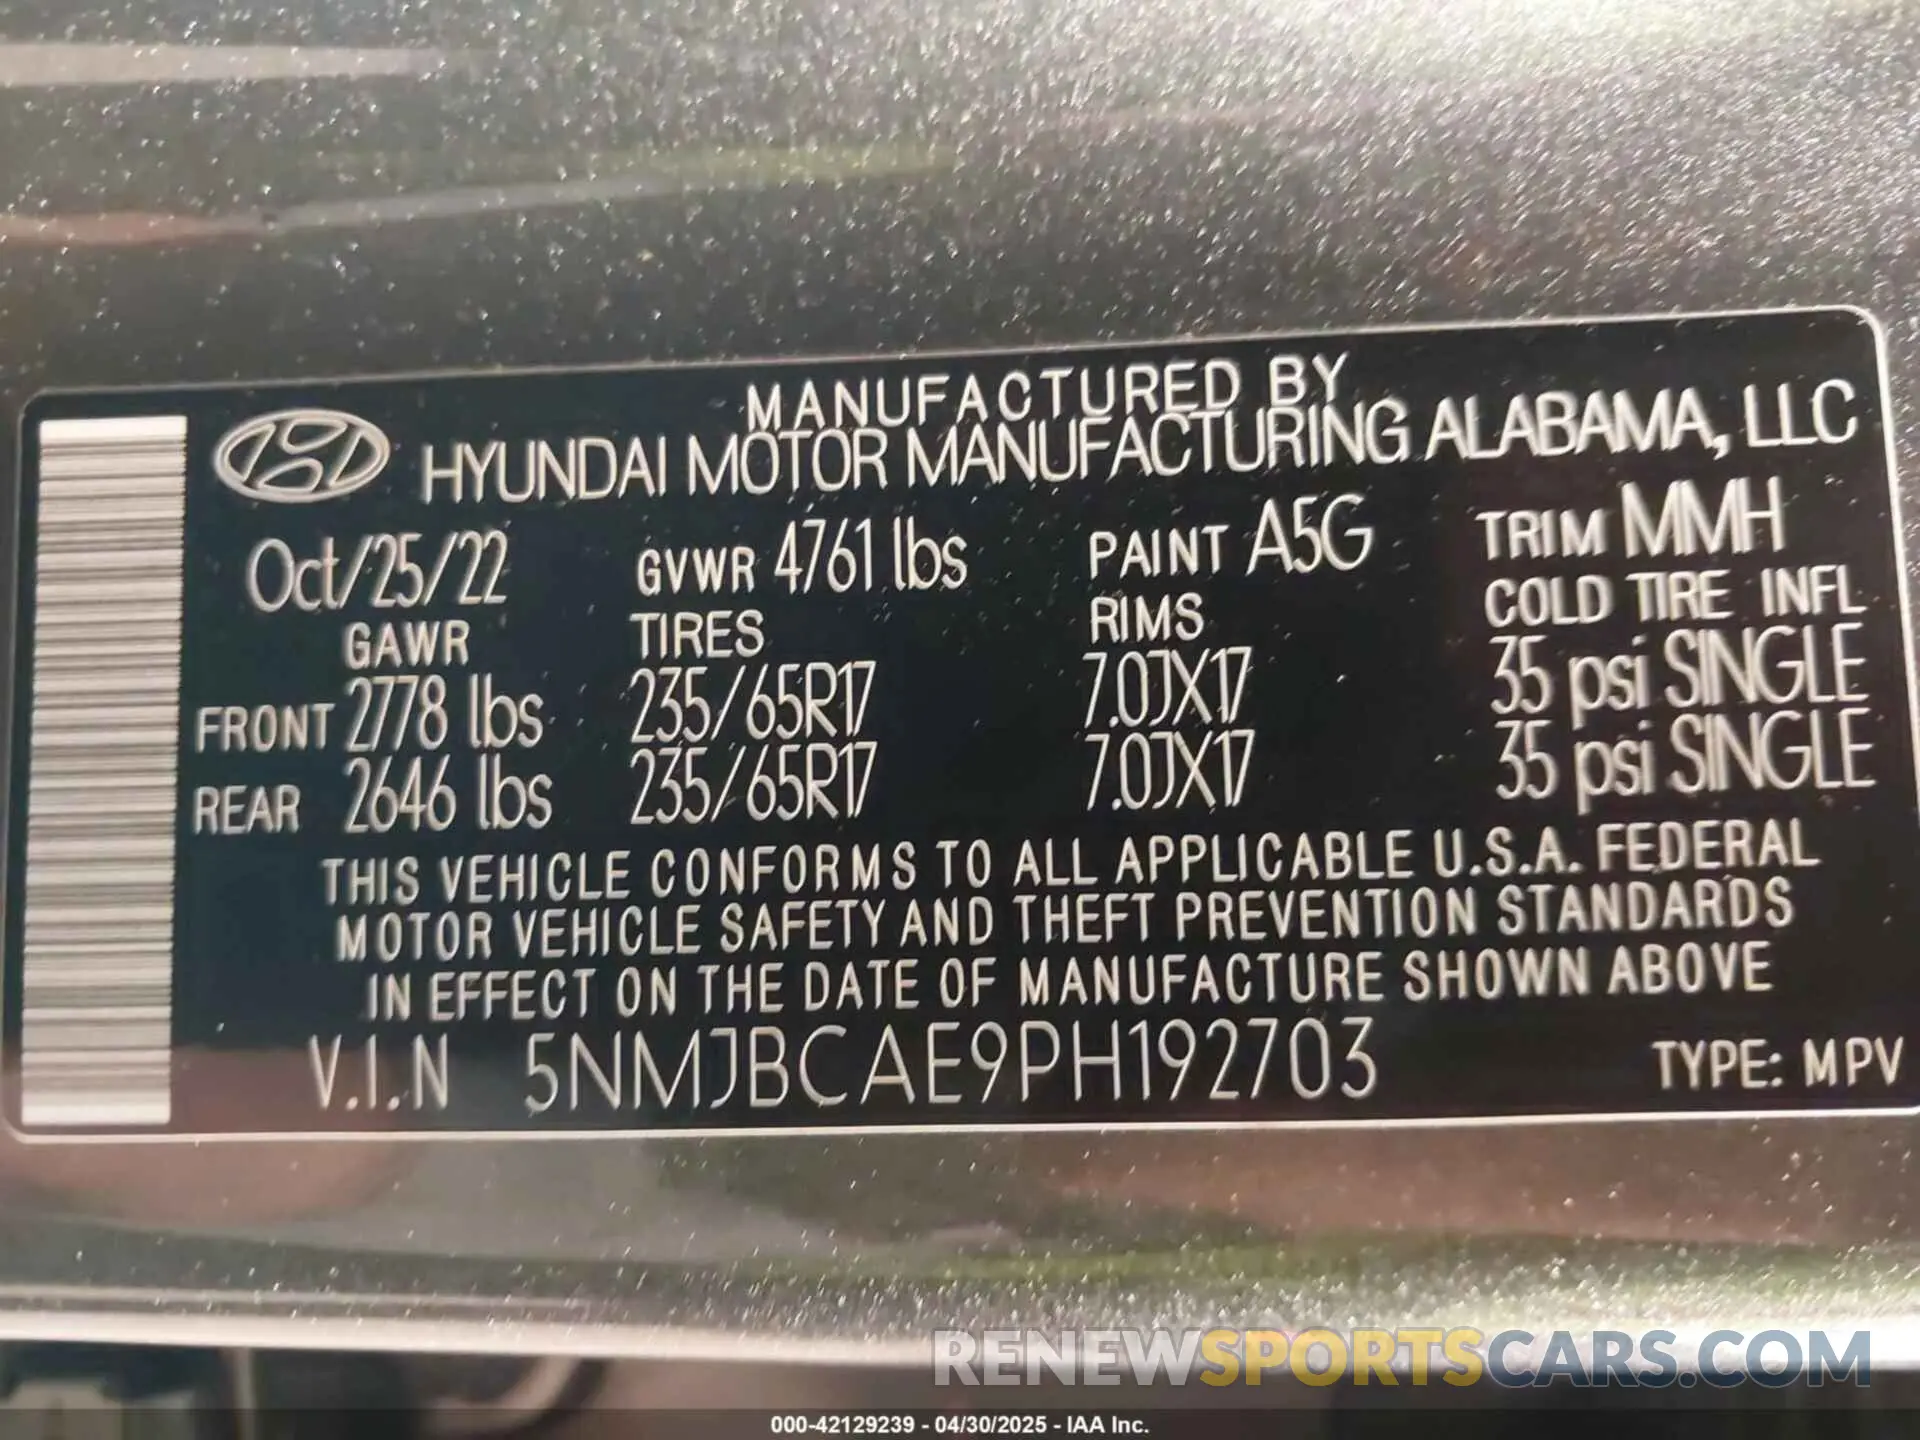 MANUFACTURED BY
HYUNDAI MOTOR MANUFACTURING ALABAMA, LLC
Oct/25/22 GVWR 4761 lbs PAINT A5G TRIM MMH
GAWR TIRES RIMS COLD TIRE INFL
FRONT 2778 lbs 235/65R17 7.0JX17 35 psi SINGLE
REAR 2646 lbs 235/65R17 7.0JX17 35 psi SINGLE
THIS VEHICLE CONFORMS TO ALL APPLICABLE U.S.A. FEDERAL
MOTOR VEHICLE SAFETY AND THEFT PREVENTION STANDARDS
IN EFFECT ON THE DATE OF MANUFACTURE SHOWN ABOVE
V.I.N 5NMJBCAE9PH192703 TYPE: MPV
RENEWSPORTSCARS.COM
000-42129239 - 04/30/2025 - IAA Inc.